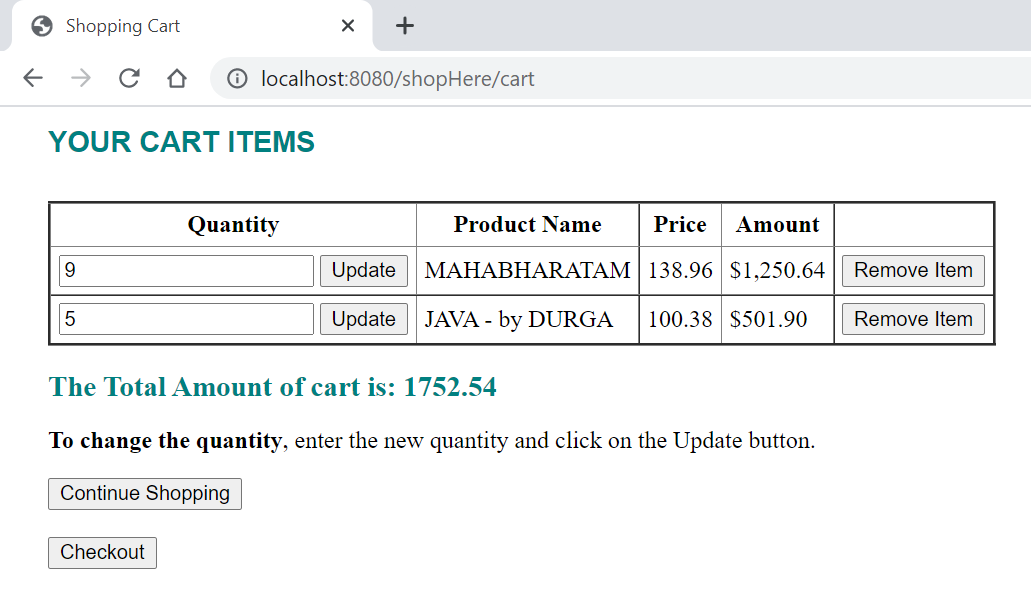 Shopping Cart
localhost:8080/shopHere/cart
YOUR CART ITEMS
Quantity Product Name Price Amount
9 Update MAHABHARATAM 138.96 $1,250.64 Remove Item
5 Update JAVA - by DURGA 100.38 $501.90 Remove Item
The Total Amount of cart is: 1752.54
To change the quantity, enter the new quantity and click on the Update button.
Continue Shopping
Checkout